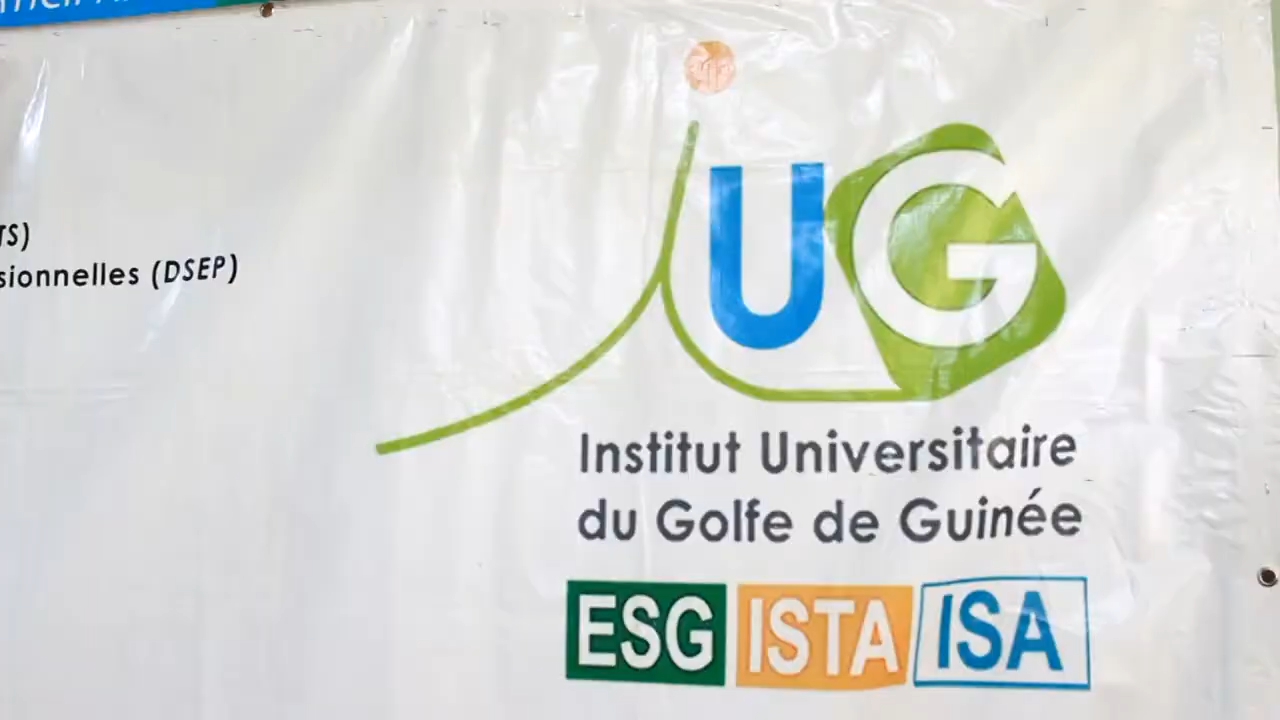 TS)
sionnelles (DSEP)
iUG
Institut Universitaire
du Golfe de Guinée
ESG ISTA ISA